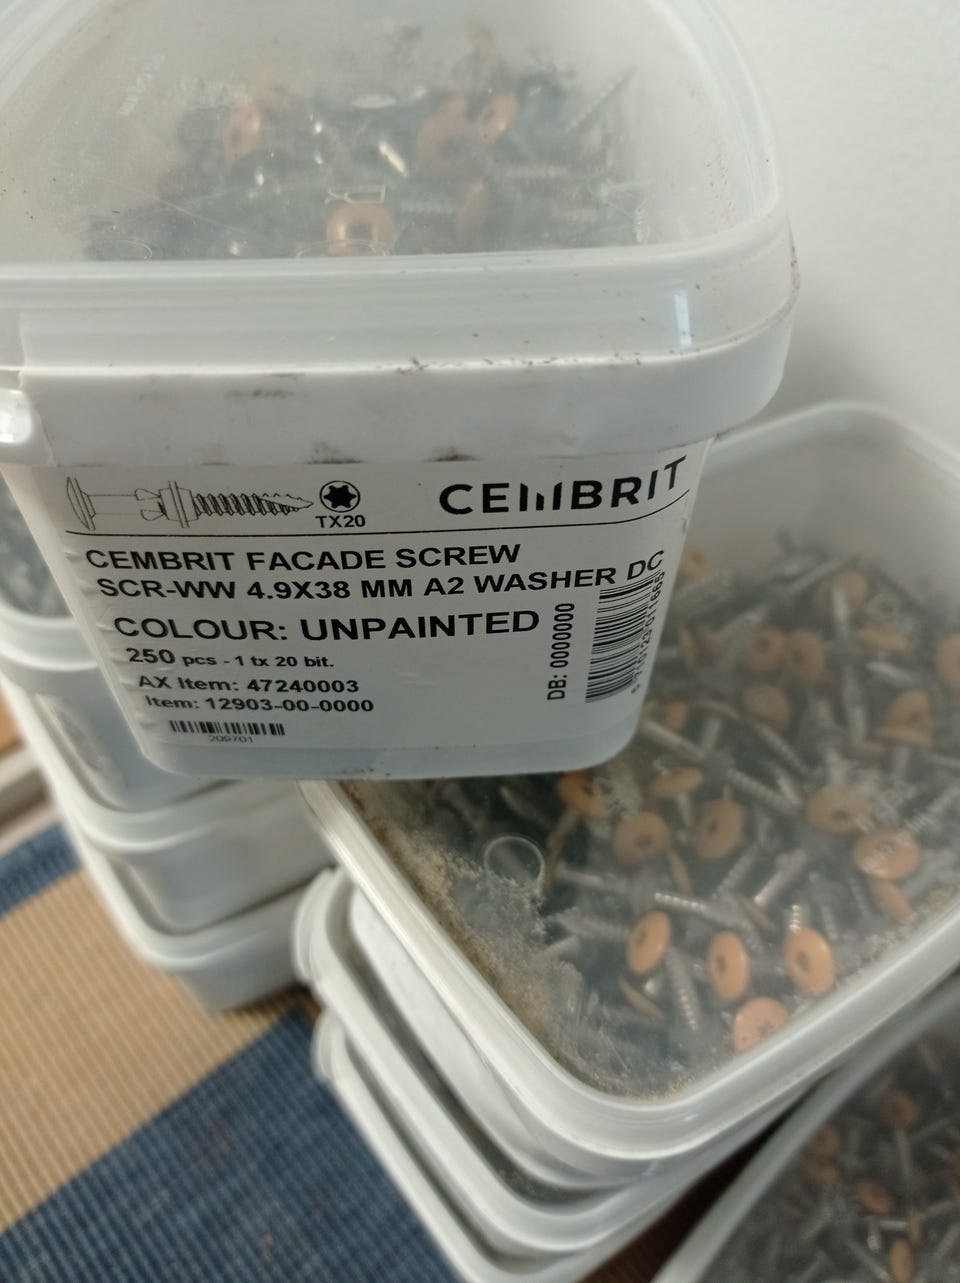 CEMBRIT
TX20
CEMBRIT FACADE SCREW
SCR-WW 4.9X38 MM A2 WASHER DC
COLOUR: UNPAINTED
250 pcs - 1 tx 20 bit.
AX Item: 47240003
Item: 12903-00-0000
209701
DB: 0000000